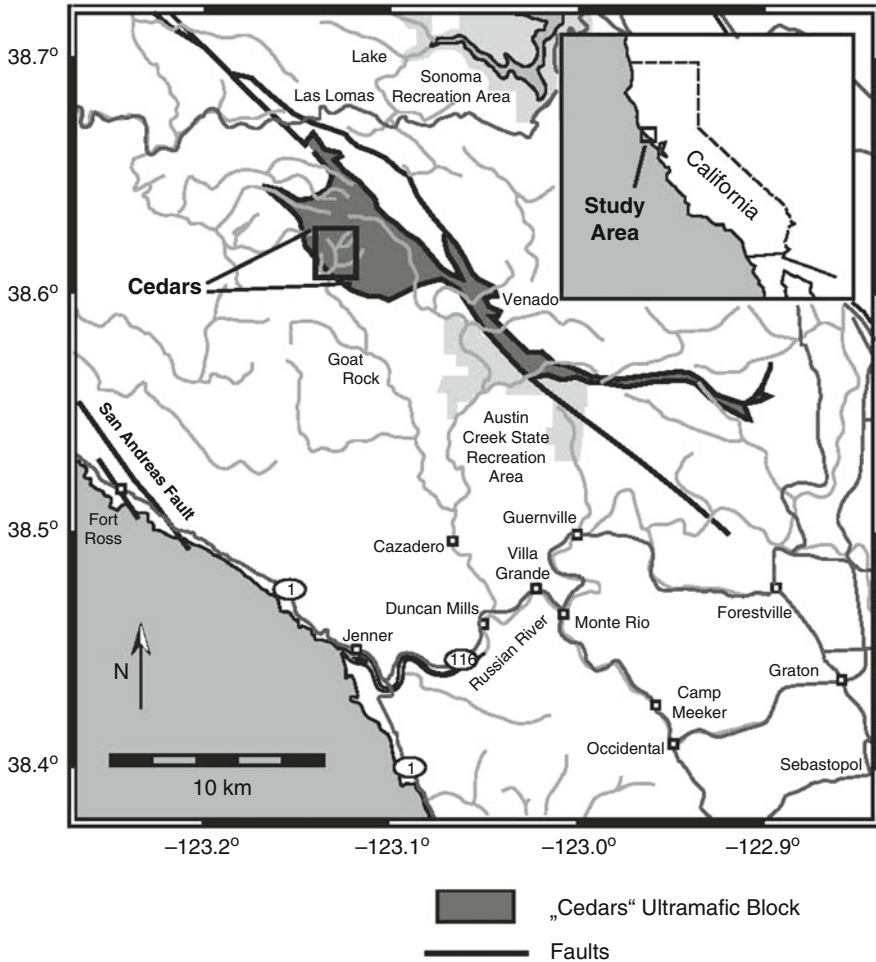 38.7°
38.6°
38.5°
38.4°
Lake
Sonoma
Recreation Area
Las Lomas
California
Study
Area
Cedars
Venado
Goat
Rock
San Andreas Fault
Austin
Creek State
Recreation
Area
Fort
Ross
Guernville
Cazadero
Villa
Grande
1
Duncan Mills
Monte Rio
Forestville
Jenner
Russian River
116
N
Graton
Camp
Meeker
Occidental
Sebastopol
10 km
1
–123.2°
–123.1°
–123.0°
–122.9°
„Cedars“ Ultramafic Block
Faults